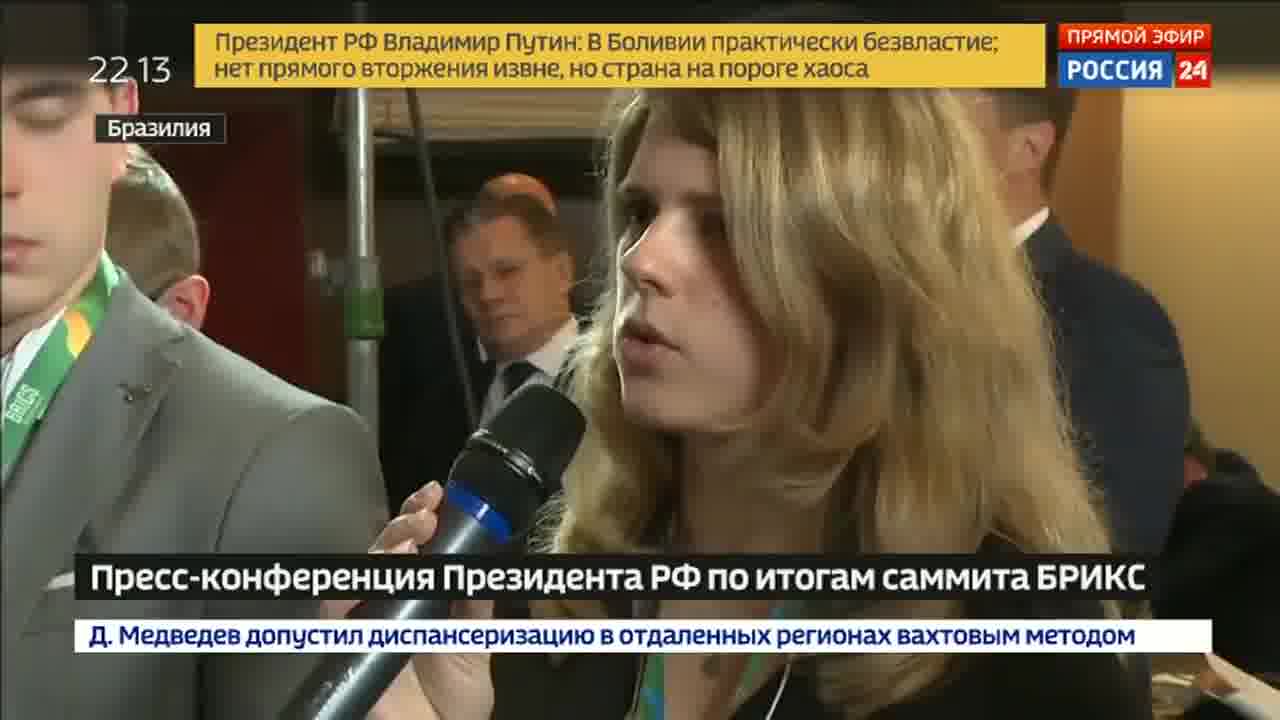 22 13
Президент РФ Владимир Путин: В Боливии практически безвластие;
нет прямого вторжения извне, но страна на пороге хаоса
ПРЯМОЙ ЭФИР
РОССИЯ 24
Бразилия
BRICS
Пресс-конференция Президента РФ по итогам саммита БРИКС
Д. Медведев допустил диспансеризацию в отдаленных регионах вахтовым методом